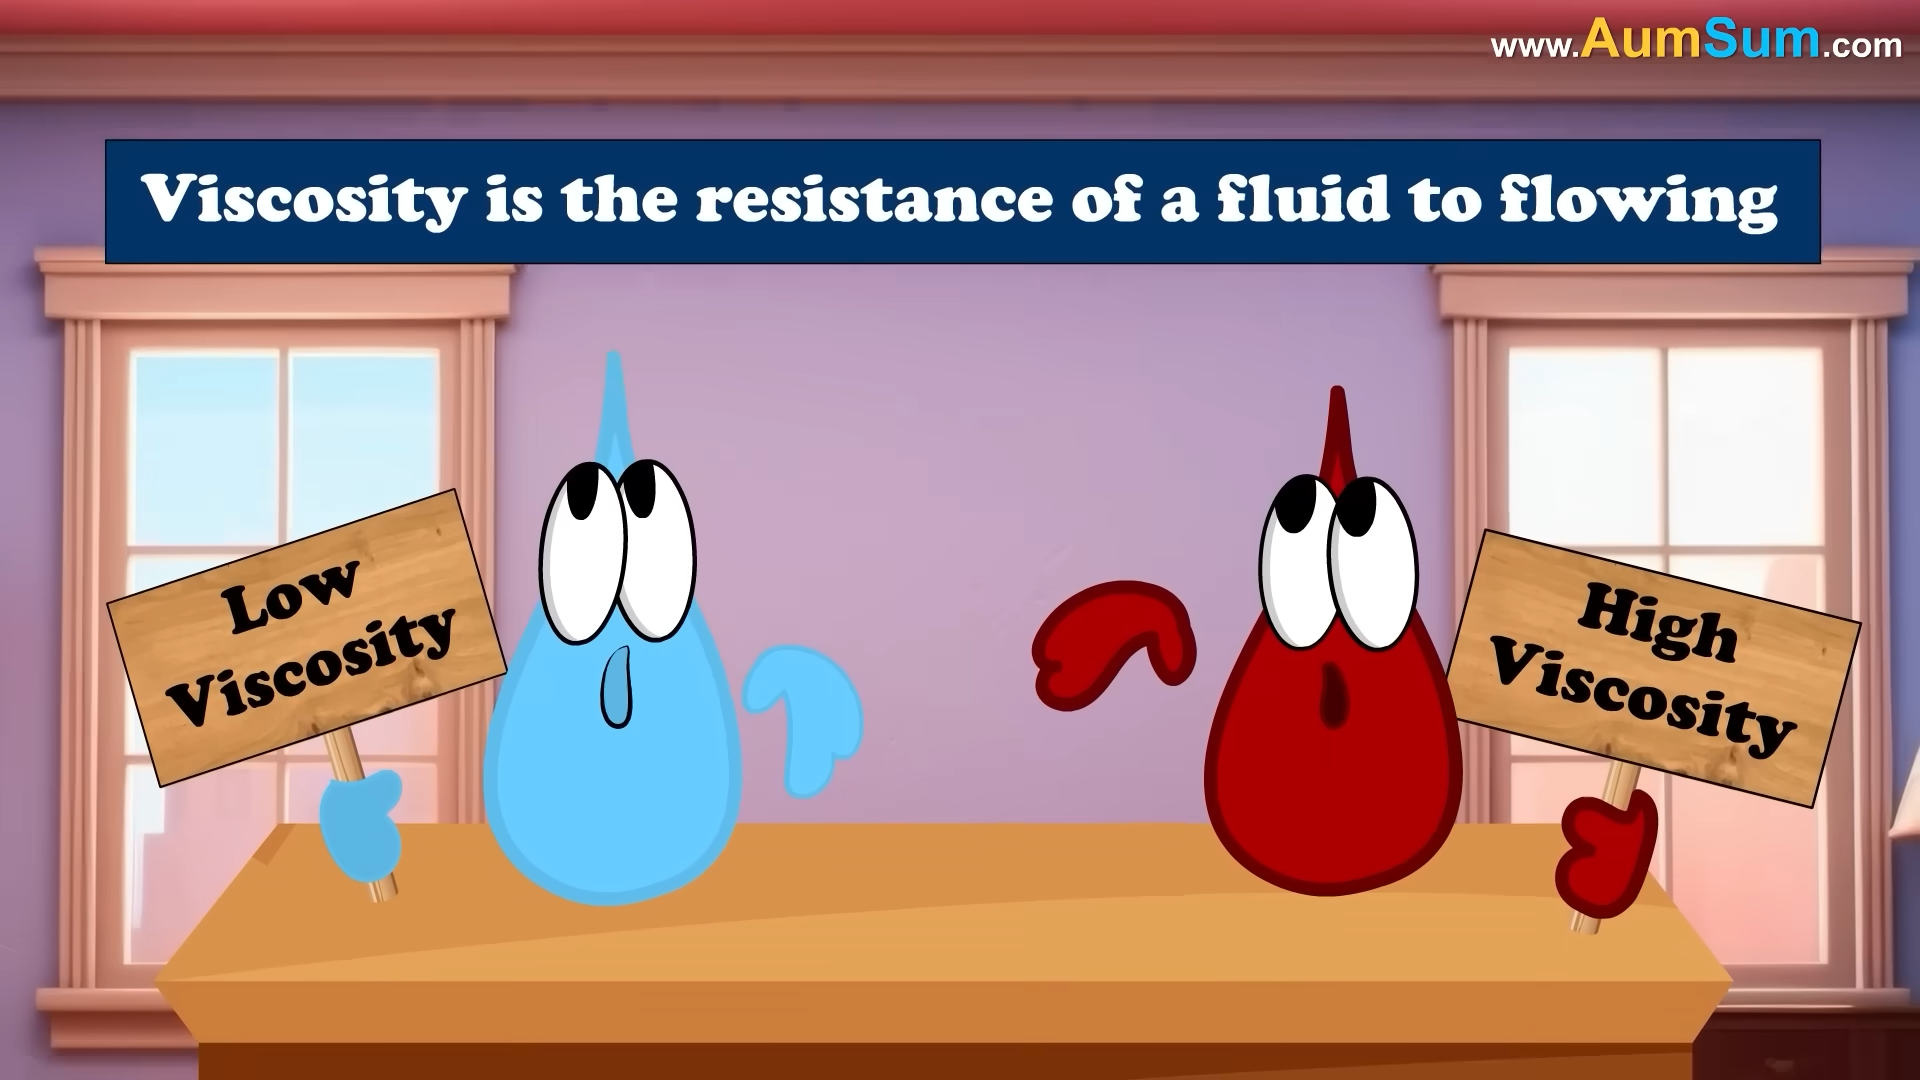 www.AumSum.com
Viscosity is the resistance of a fluid to flowing
Low
Viscosity
High
Viscosity